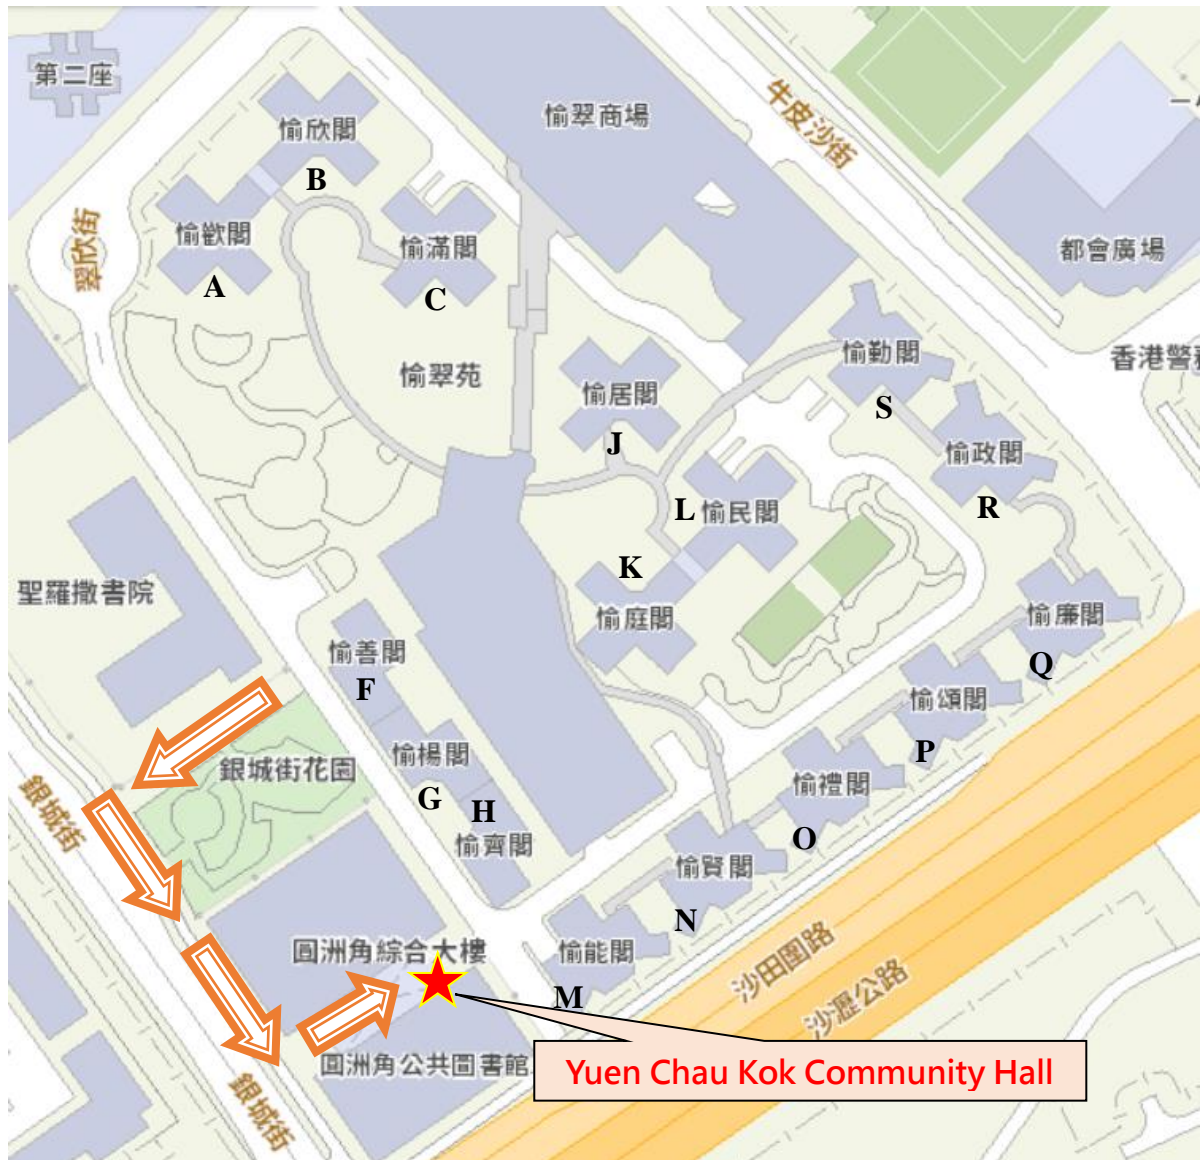 第二座
愉欣閣
B
愉歡閣
A
愉滿閣
C
愉翠商場
牛皮沙街
都會廣場
翠欣街
愉翠苑
愉居閣
J
愉勤閣
S
香港警
愉政閣
R
L
愉民閣
K
愉庭閣
聖羅撒書院
愉善閣
F
愉廉閣
Q
愉頌閣
P
愉楊閣
G
H
愉齊閣
愉禮閣
O
愉賢閣
N
銀城街花園
銀城街
圓洲角綜合大樓
愉能閣
M
沙田圍路
沙瀝公路
圓洲角公共圖書館
Yuen Chau Kok Community Hall
銀城街